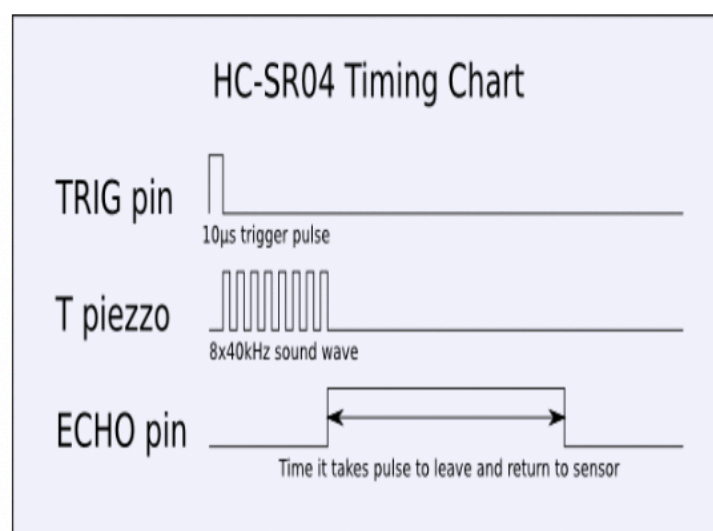 HC-SR04 Timing Chart
TRIG pin
10µs trigger pulse
T piezzo
8x40kHz sound wave
ECHO pin
Time it takes pulse to leave and return to sensor